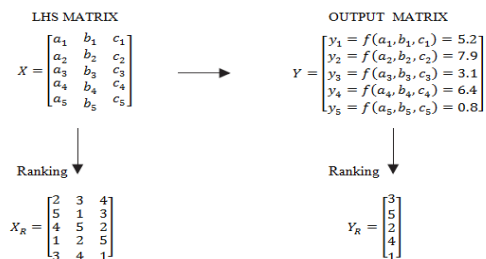 LHS MATRIX
OUTPUT MATRIX
X = [a₁ b₁ c₁
a₂ b₂ c₂
a₃ b₃ c₃
a₄ b₄ c₄
a₅ b₅ c₅]
Y = [y₁ = f(a₁, b₁, c₁) = 5.2
y₂ = f(a₂, b₂, c₂) = 7.9
y₃ = f(a₃, b₃, c₃) = 3.1
y₄ = f(a₄, b₄, c₄) = 6.4
y₅ = f(a₅, b₅, c₅) = 0.8]
Ranking
Ranking
X_R = [2 3 4
5 1 3
4 5 2
1 2 5
3 4 1]
Y_R = [3
5
2
4
1]